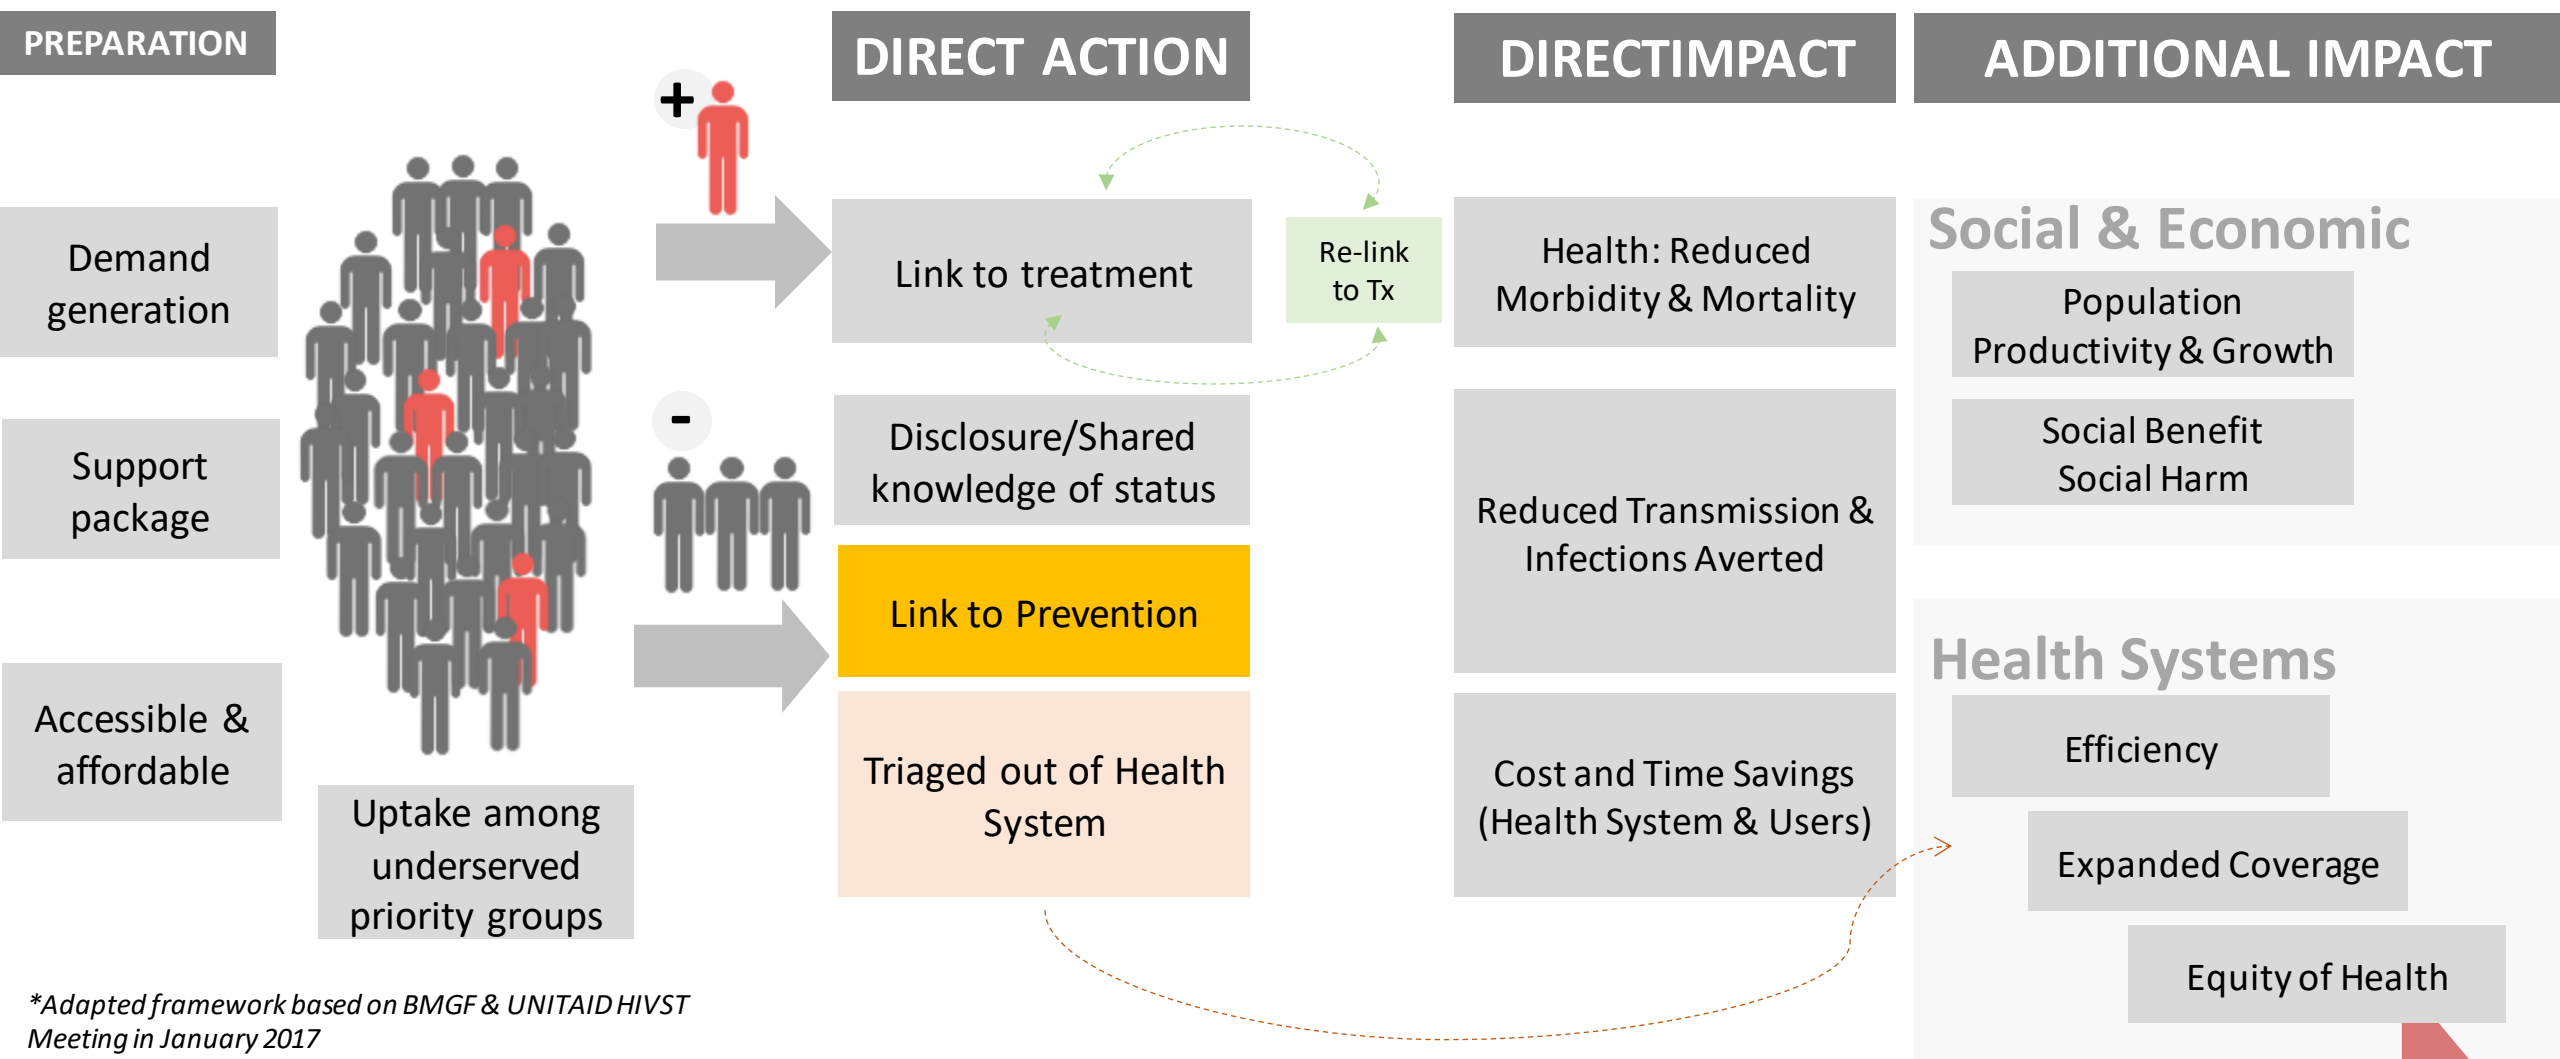 PREPARATION
Demand
generation
Support
package
Accessible &
affordable
Uptake among
underserved
priority groups
+
-
DIRECT ACTION
Link to treatment
Re-link
to Tx
Disclosure/Shared
knowledge of status
Link to Prevention
Triaged out of Health
System
DIRECTIMPACT
Health: Reduced
Morbidity & Mortality
Reduced Transmission &
Infections Averted
Cost and Time Savings
(Health System & Users)
ADDITIONAL IMPACT
Social & Economic
Population
Productivity & Growth
Social Benefit
Social Harm
Health Systems
Efficiency
Expanded Coverage
Equity of Health
*Adapted framework based on BMGF & UNITAID HIVST
Meeting in January 2017